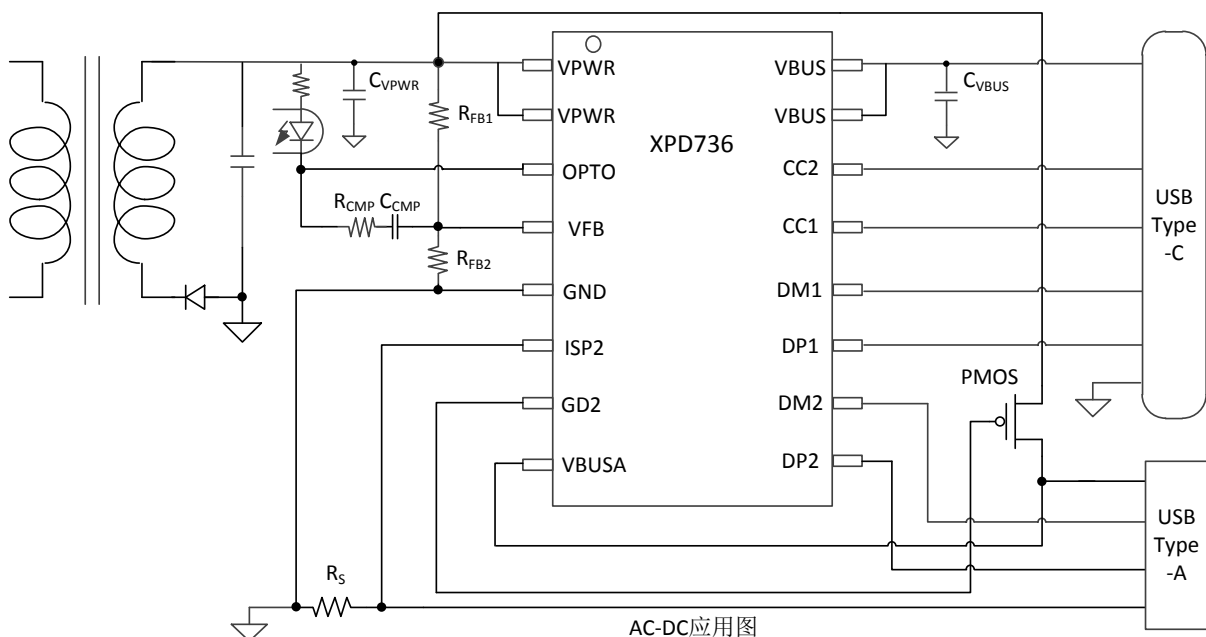 VPWR
VPWR
OPTO
VFB
GND
ISP2
GD2
VBUSA
XPD736
VBUS
VBUS
CC2
CC1
DM1
DP1
DM2
DP2
CVPWR
RFB1
RCMP CCMP
RFB2
RS
CVBUS
PMOS
USB
Type
-C
USB
Type
-A
AC-DC应用图